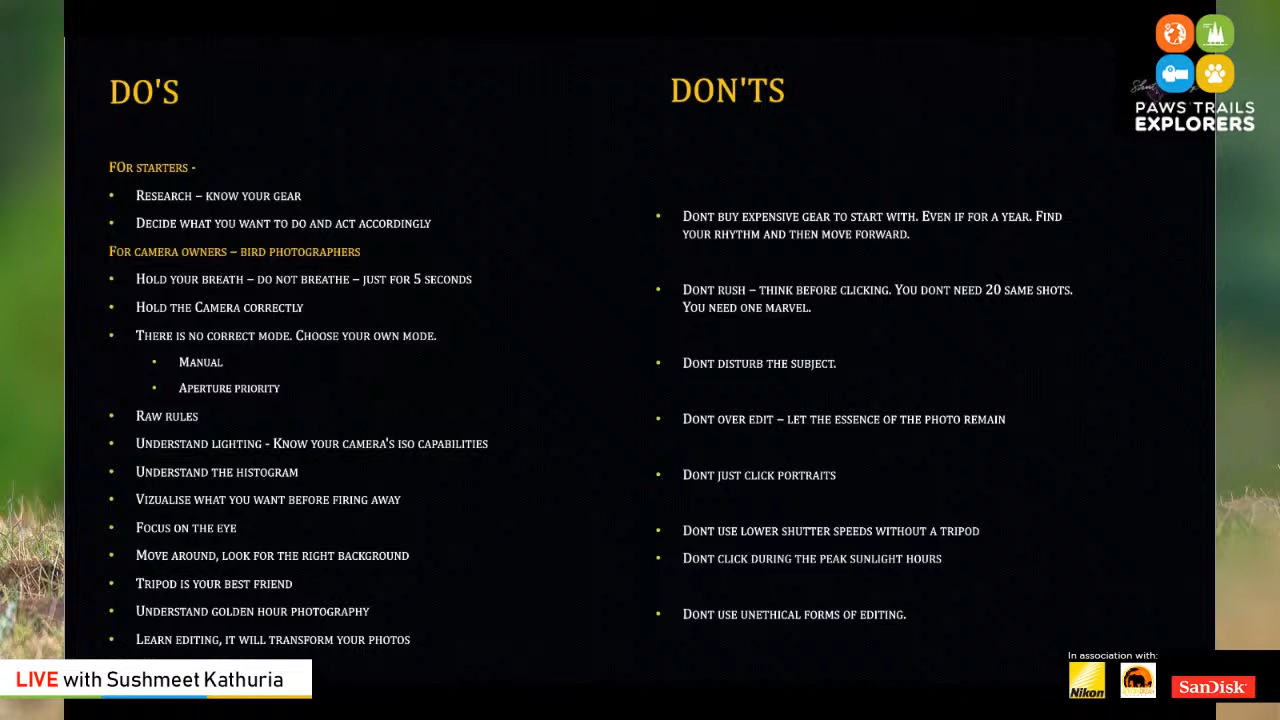 DO'S
FOR STARTERS -
RESEARCH – KNOW YOUR GEAR
DECIDE WHAT YOU WANT TO DO AND ACT ACCORDINGLY
FOR CAMERA OWNERS – BIRD PHOTOGRAPHERS
HOLD YOUR BREATH – DO NOT BREATHE – JUST FOR 5 SECONDS
HOLD THE CAMERA CORRECTLY
THERE IS NO CORRECT MODE. CHOOSE YOUR OWN MODE.
MANUAL
APERTURE PRIORITY
RAW RULES
UNDERSTAND LIGHTING - KNOW YOUR CAMERA'S ISO CAPABILITIES
UNDERSTAND THE HISTOGRAM
VIZUALISE WHAT YOU WANT BEFORE FIRING AWAY
FOCUS ON THE EYE
MOVE AROUND, LOOK FOR THE RIGHT BACKGROUND
TRIPOD IS YOUR BEST FRIEND
UNDERSTAND GOLDEN HOUR PHOTOGRAPHY
LEARN EDITING, IT WILL TRANSFORM YOUR PHOTOS
DON'TS
DONT BUY EXPENSIVE GEAR TO START WITH. EVEN IF FOR A YEAR. FIND
YOUR RHYTHM AND THEN MOVE FORWARD.
DONT RUSH – THINK BEFORE CLICKING. YOU DONT NEED 20 SAME SHOTS.
YOU NEED ONE MARVEL.
DONT DISTURB THE SUBJECT.
DONT OVER EDIT – LET THE ESSENCE OF THE PHOTO REMAIN
DONT JUST CLICK PORTRAITS
DONT USE LOWER SHUTTER SPEEDS WITHOUT A TRIPOD
DONT CLICK DURING THE PEAK SUNLIGHT HOURS
DONT USE UNETHICAL FORMS OF EDITING.
PAWS TRAILS
EXPLORERS
LIVE with Sushmeet Kathuria
In association with:
Nikon
SanDisk